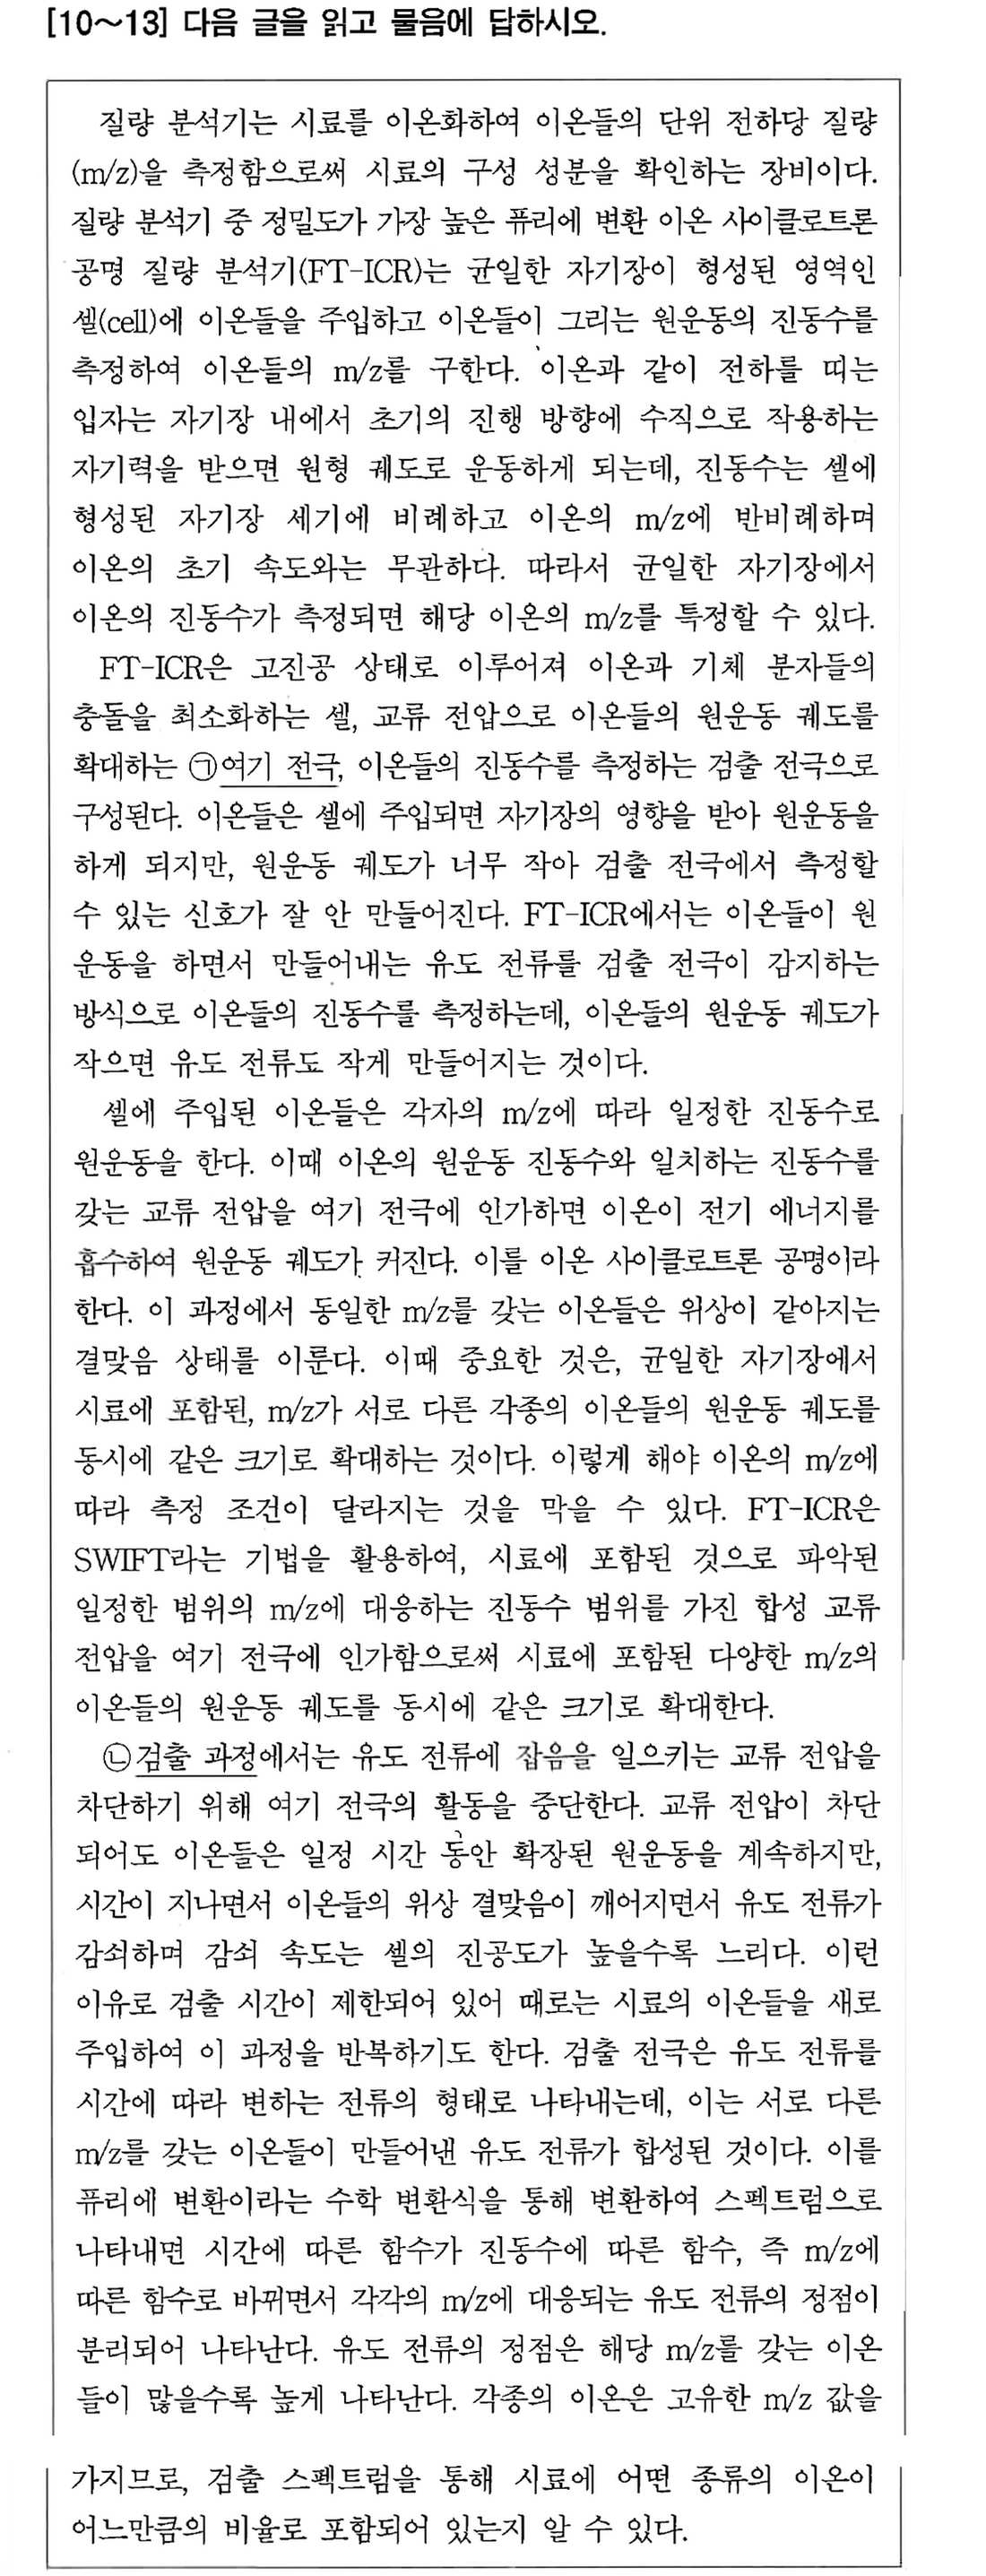 [10～13] 다음 글을 읽고 물음에 답하시오.
질량 분석기는 시료를 이온화하여 이온들의 단위 전하당 질량
(m/z)을 측정함으로써 시료의 구성 성분을 확인하는 장비이다.
질량 분석기 중 정밀도가 가장 높은 퓨리에 변환 이온 사이클로트론
공명 질량 분석기(FT-ICR)는 균일한 자기장이 형성된 영역인
셀(cell)에 이온들을 주입하고 이온들이 그리는 원운동의 진동수를
측정하여 이온들의 m/z를 구한다. 이온과 같이 전하를 띠는
입자는 자기장 내에서 초기의 진행 방향에 수직으로 작용하는
자기력을 받으면 원형 궤도로 운동하게 되는데, 진동수는 셀에
형성된 자기장 세기에 비례하고 이온의 m/z에 반비례하며
이온의 초기 속도와는 무관하다. 따라서 균일한 자기장에서
이온의 진동수가 측정되면 해당 이온의 m/z를 특정할 수 있다.
FT-ICR은 고진공 상태로 이루어져 이온과 기체 분자들의
충돌을 최소화하는 셀, 교류 전압으로 이온들의 원운동 궤도를
확대하는 ㉠여기 전극, 이온들의 진동수를 측정하는 검출 전극으로
구성된다. 이온들은 셀에 주입되면 자기장의 영향을 받아 원운동을
하게 되지만, 원운동 궤도가 너무 작아 검출 전극에서 측정할
수 있는 신호가 잘 안 만들어진다. FT-ICR에서는 이온들이 원
운동을 하면서 만들어내는 유도 전류를 검출 전극이 감지하는
방식으로 이온들의 진동수를 측정하는데, 이온들의 원운동 궤도가
작으면 유도 전류도 작게 만들어지는 것이다.
셀에 주입된 이온들은 각자의 m/z에 따라 일정한 진동수로
원운동을 한다. 이때 이온의 원운동 진동수와 일치하는 진동수를
갖는 교류 전압을 여기 전극에 인가하면 이온이 전기 에너지를
흡수하여 원운동 궤도가 커진다. 이를 이온 사이클로트론 공명이라
한다. 이 과정에서 동일한 m/z를 갖는 이온들은 위상이 같아지는
결맞음 상태를 이룬다. 이때 중요한 것은, 균일한 자기장에서
시료에 포함된, m/z가 서로 다른 각종의 이온들의 원운동 궤도를
동시에 같은 크기로 확대하는 것이다. 이렇게 해야 이온의 m/z에
따라 측정 조건이 달라지는 것을 막을 수 있다. FT-ICR은
SWIFT라는 기법을 활용하여, 시료에 포함된 것으로 파악된
일정한 범위의 m/z에 대응하는 진동수 범위를 가진 합성 교류
전압을 여기 전극에 인가함으로써 시료에 포함된 다양한 m/z의
이온들의 원운동 궤도를 동시에 같은 크기로 확대한다.
㉡검출 과정에서는 유도 전류에 잡음을 일으키는 교류 전압을
차단하기 위해 여기 전극의 활동을 중단한다. 교류 전압이 차단
되어도 이온들은 일정 시간 동안 확장된 원운동을 계속하지만,
시간이 지나면서 이온들의 위상 결맞음이 깨어지면서 유도 전류가
감쇠하며 감쇠 속도는 셀의 진공도가 높을수록 느리다. 이런
이유로 검출 시간이 제한되어 있어 때로는 시료의 이온들을 새로
주입하여 이 과정을 반복하기도 한다. 검출 전극은 유도 전류를
시간에 따라 변하는 전류의 형태로 나타내는데, 이는 서로 다른
m/z를 갖는 이온들이 만들어낸 유도 전류가 합성된 것이다. 이를
퓨리에 변환이라는 수학 변환식을 통해 변환하여 스펙트럼으로
나타내면 시간에 따른 함수가 진동수에 따른 함수, 즉 m/z에
따른 함수로 바뀌면서 각각의 m/z에 대응되는 유도 전류의 정점이
분리되어 나타난다. 유도 전류의 정점은 해당 m/z를 갖는 이온
들이 많을수록 높게 나타난다. 각종의 이온은 고유한 m/z 값을
가지므로, 검출 스펙트럼을 통해 시료에 어떤 종류의 이온이
어느만큼의 비율로 포함되어 있는지 알 수 있다.